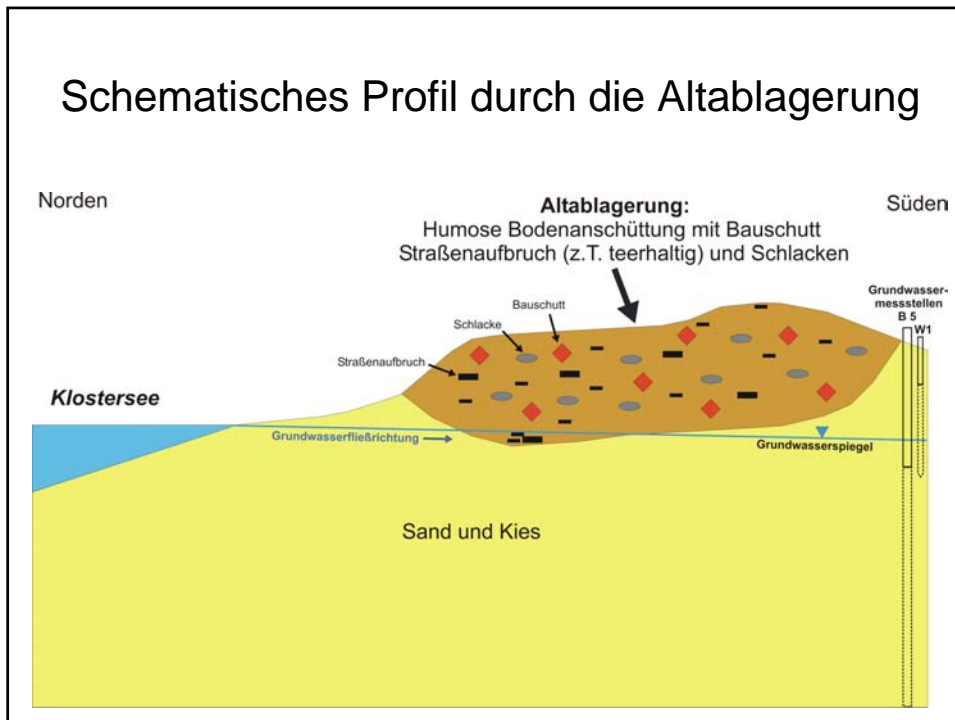 Schematisches Profil durch die Altablagerung
Norden
Süden
Altablagerung:
Humose Bodenanschüttung mit Bauschutt
Straßenaufbruch (z.T. teerhaltig) und Schlacken
Grundwasser-
messstellen
B 5
W1
Bauschutt
Schlacke
Straßenaufbruch
Klostersee
Grundwasserfließrichtung
Grundwasserspiegel
Sand und Kies